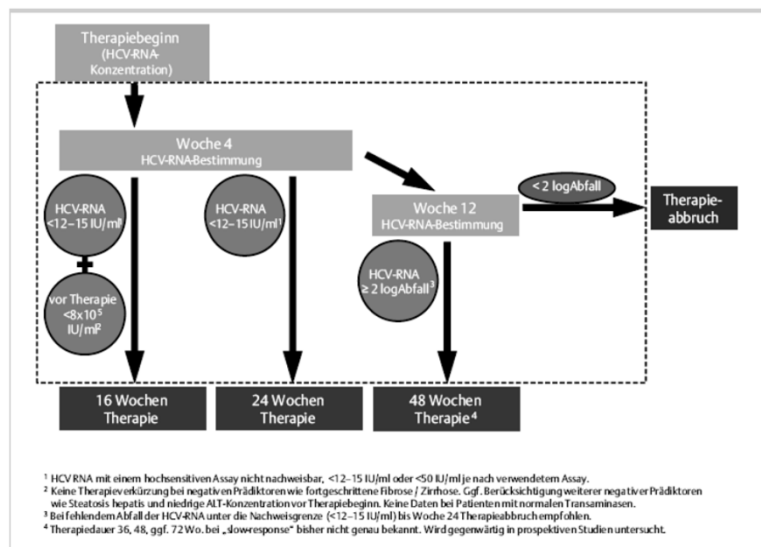 Therapiebeginn
(HCV-RNA-
Konzentration)
Woche 4
HCV-RNA-Bestimmung
HCV-RNA
<12–15 IU/ml¹
HCV-RNA
<12–15 IU/ml¹
< 2 logAbfall
Woche 12
HCV-RNA-Bestimmung
Therapie-
abbruch
vor Therapie
<8x10⁵
IU/ml²
HCV-RNA
≥ 2 logAbfall³
16 Wochen
Therapie
24 Wochen
Therapie
48 Wochen
Therapie⁴
¹ HCV RNA mit einem hochsensitiven Assay nicht nachweisbar, <12–15 IU/ml oder <50 IU/ml je nach verwendetem Assay.
² Keine Therapieverkürzung bei negativen Prädiktoren wie fortgeschrittene Fibrose / Zirrhose. Ggf. Berücksichtigung weiterer negativer Prädiktoren
wie Steatosis hepatis und niedrige ALT-Konzentration vor Therapiebeginn. Keine Daten bei Patienten mit normalen Transaminasen.
³ Bei fehlendem Abfall der HCV-RNA unter die Nachweisgrenze (<12–15 IU/ml) bis Woche 24 Therapieabbruch empfohlen.
⁴ Therapiedauer 36, 48, ggf. 72 Wo. bei „slow-response“ bisher nicht genau bekannt. Wird gegenwärtig in prospektiven Studien untersucht.